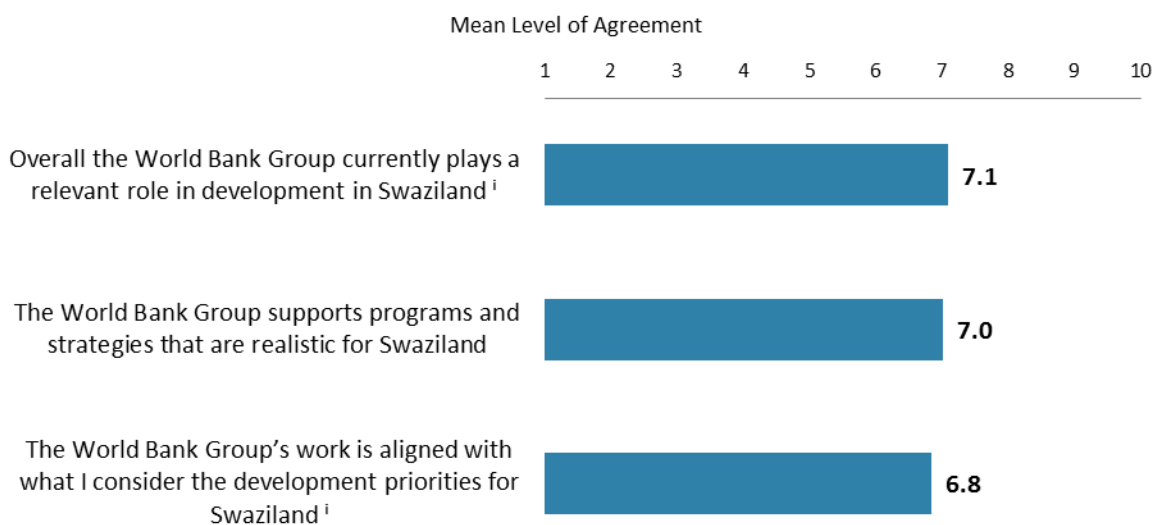 Mean Level of Agreement
1 2 3 4 5 6 7 8 9 10
Overall the World Bank Group currently plays a
relevant role in development in Swaziland i
7.1
The World Bank Group supports programs and
strategies that are realistic for Swaziland
7.0
The World Bank Group’s work is aligned with
what I consider the development priorities for
Swaziland i
6.8